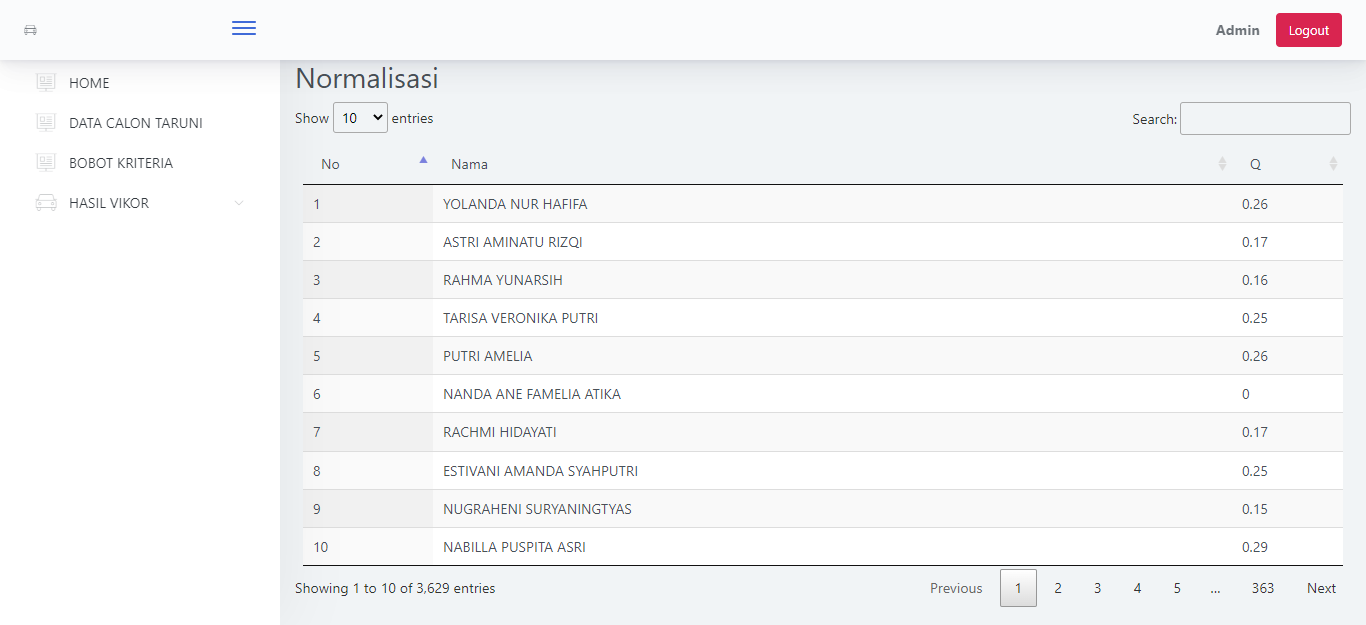 Admin Logout
HOME
DATA CALON TARUNI
BOBOT KRITERIA
HASIL VIKOR
Normalisasi
Show 10 entries Search:
No Nama Q
1 YOLANDA NUR HAFIFA 0.26
2 ASTRI AMINATU RIZQI 0.17
3 RAHMA YUNARSIH 0.16
4 TARISA VERONIKA PUTRI 0.25
5 PUTRI AMELIA 0.26
6 NANDA ANE FAMELIA ATIKA 0
7 RACHMI HIDAYATI 0.17
8 ESTIVANI AMANDA SYAHPUTRI 0.25
9 NUGRAHENI SURYANINGTYAS 0.15
10 NABILLA PUSPITA ASRI 0.29
Showing 1 to 10 of 3,629 entries Previous 1 2 3 4 5 ... 363 Next